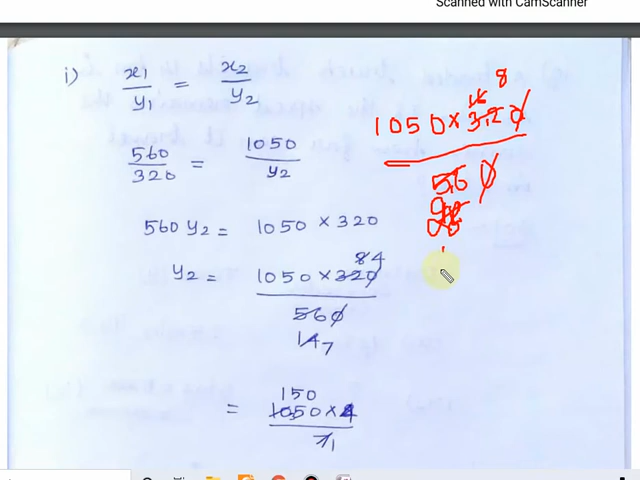 Scanned with CamScanner
i) x1/y1 = x2/y2
560/320 = 1050/y2
560 y2 = 1050 × 320
84
y2 = 1050 × 320
560
14 7
150
= 1050 × 4
7 1
16 8
1050 × 320
560